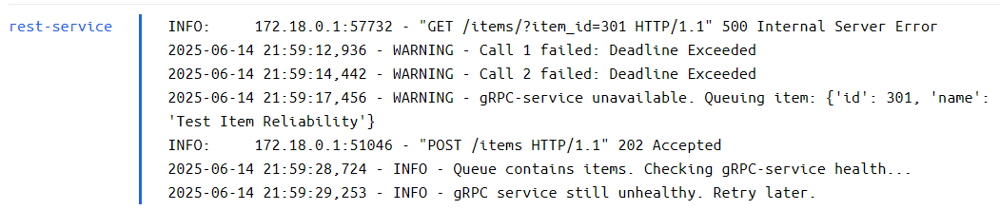 rest-service
INFO:     172.18.0.1:57732 - "GET /items/?item_id=301 HTTP/1.1" 500 Internal Server Error
2025-06-14 21:59:12,936 - WARNING - Call 1 failed: Deadline Exceeded
2025-06-14 21:59:14,442 - WARNING - Call 2 failed: Deadline Exceeded
2025-06-14 21:59:17,456 - WARNING - gRPC-service unavailable. Queuing item: {'id': 301, 'name':
'Test Item Reliability'}
INFO:     172.18.0.1:51046 - "POST /items HTTP/1.1" 202 Accepted
2025-06-14 21:59:28,724 - INFO - Queue contains items. Checking gRPC-service health...
2025-06-14 21:59:29,253 - INFO - gRPC service still unhealthy. Retry later.